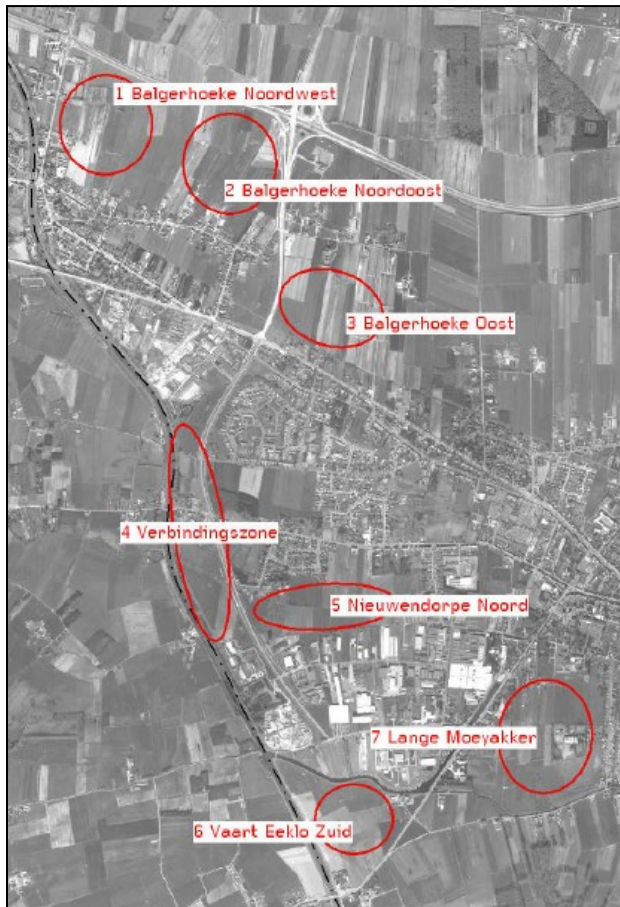 1 Balgerhoeke Noordwest
2 Balgerhoeke Noordoost
3 Balgerhoeke Oost
4 Verbindingszone
5 Nieuwendorpe Noord
7 Lange Moeyakker
6 Vaart Eeklo Zuid